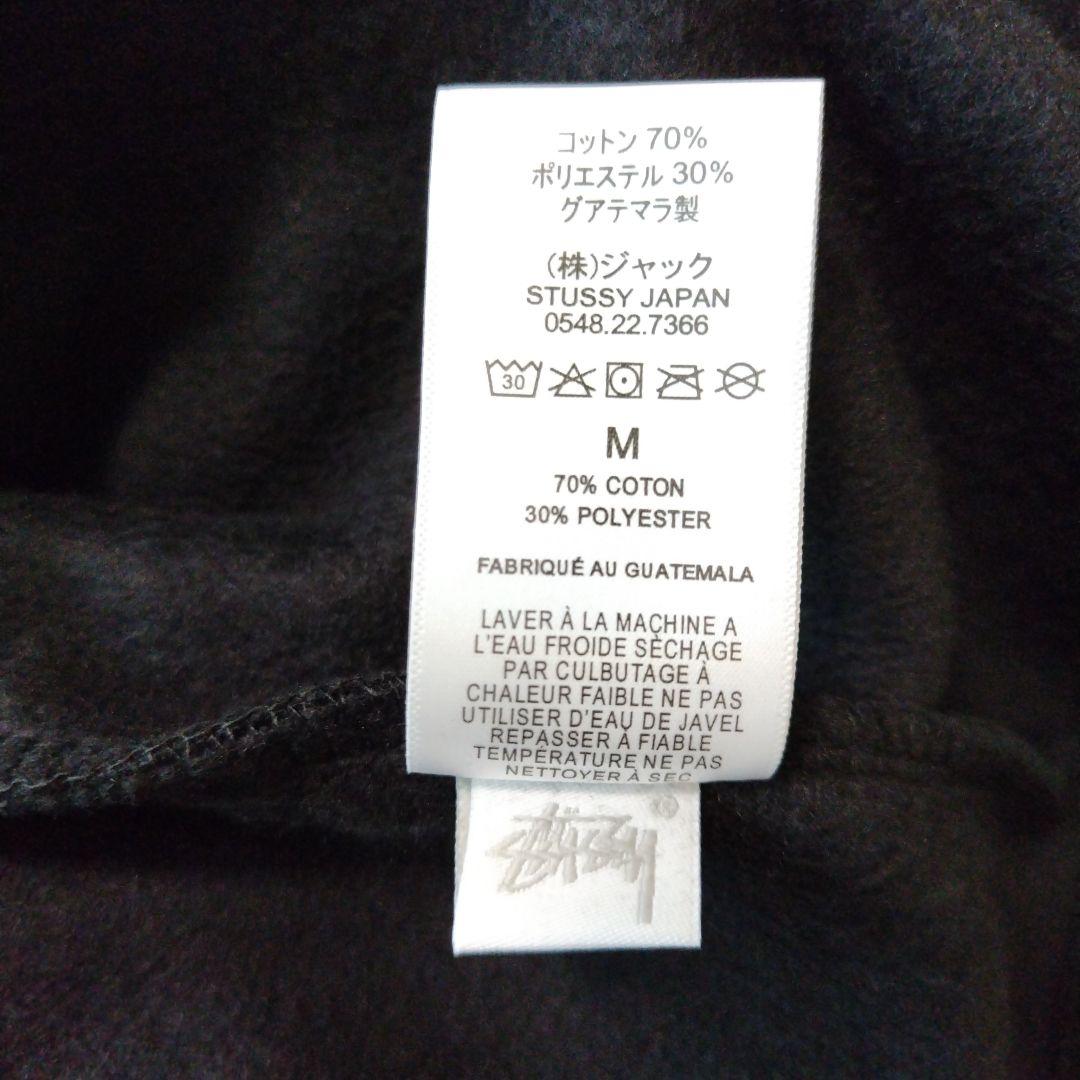 コットン 70%
ポリエステル 30%
グアテマラ製
(株)ジャック
STUSSY JAPAN
0548.22.7366
30
M
70% COTON
30% POLYESTER
FABRIQUÉ AU GUATEMALA
LAVER À LA MACHINE A
L'EAU FROIDE SÈCHAGE
PAR CULBUTAGE À
CHALEUR FAIBLE NE PAS
UTILISER D'EAU DE JAVEL
REPASSER À FIABLE
TEMPÉRATURE NE PAS
NETTOYER À SEC
STÜSSY